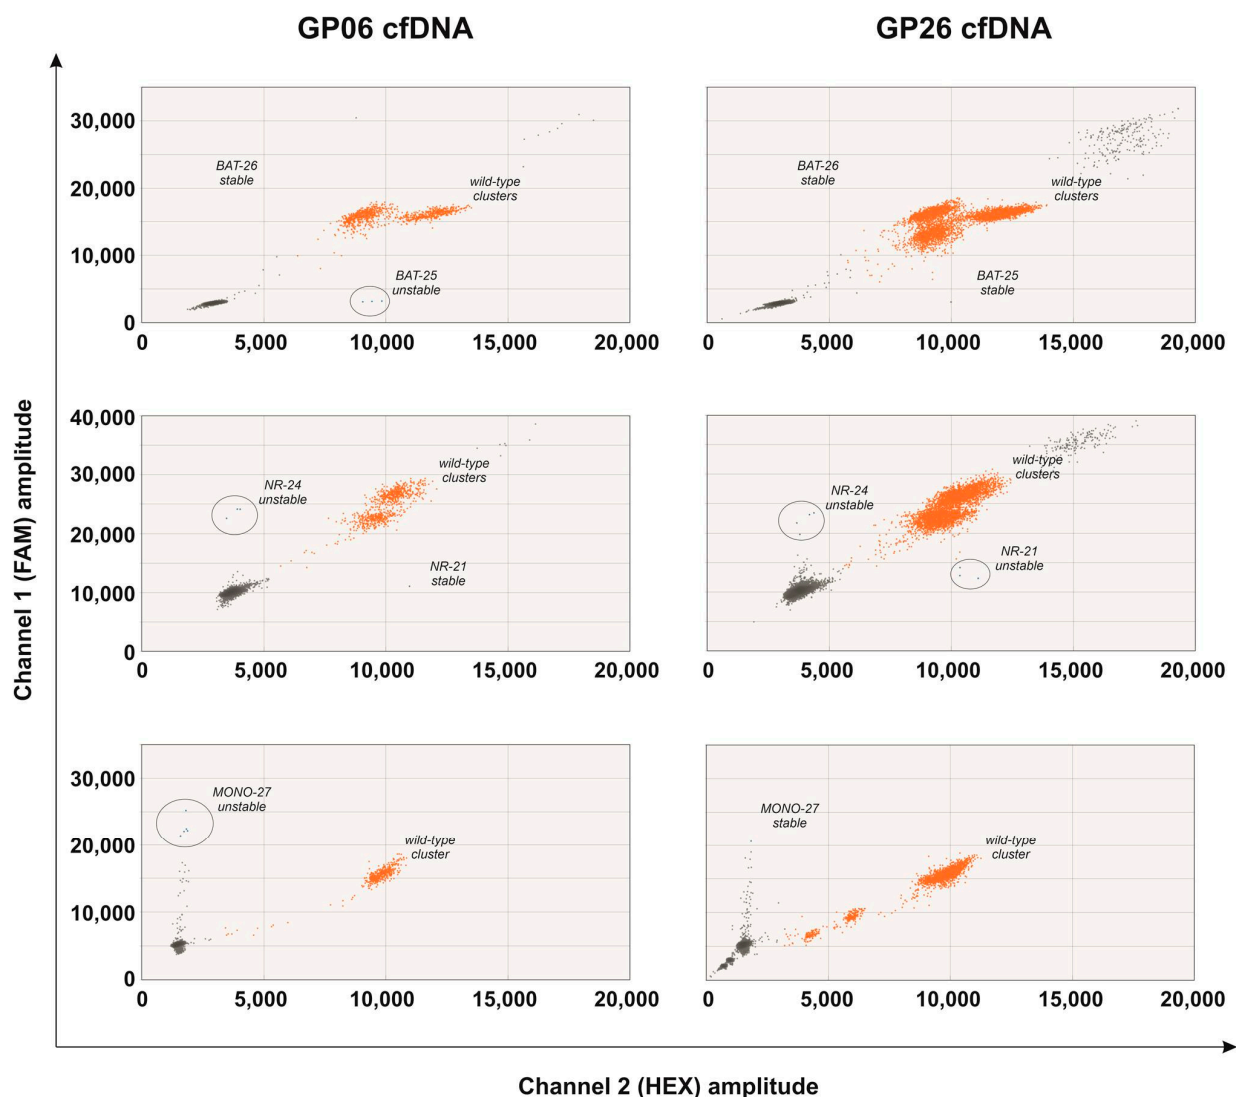 GP06 cfDNA
GP26 cfDNA
Channel 1 (FAM) amplitude
30,000
20,000
10,000
0
BAT-26
stable
wild-type
clusters
BAT-25
unstable
0
5,000
10,000
15,000
20,000
BAT-26
stable
wild-type
clusters
BAT-25
stable
0
5,000
10,000
15,000
20,000
40,000
30,000
20,000
10,000
0
NR-24
unstable
wild-type
clusters
NR-21
stable
0
5,000
10,000
15,000
20,000
NR-24
unstable
wild-type
clusters
NR-21
unstable
0
5,000
10,000
15,000
20,000
30,000
20,000
10,000
0
MONO-27
unstable
wild-type
cluster
0
5,000
10,000
15,000
20,000
MONO-27
stable
wild-type
cluster
0
5,000
10,000
15,000
20,000
Channel 2 (HEX) amplitude